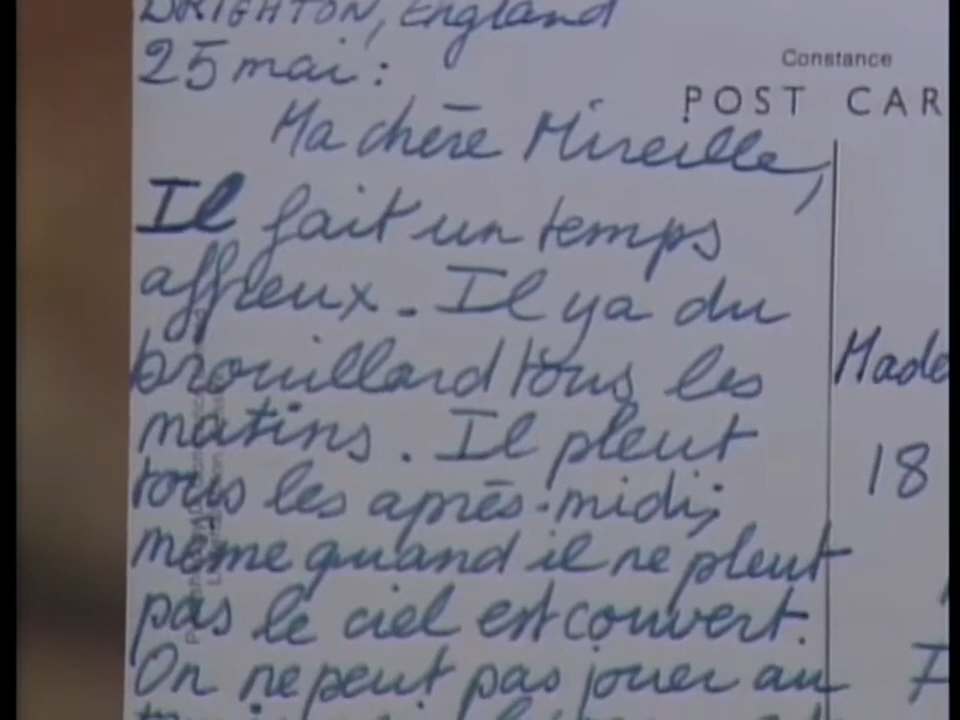 BRIGHTON, England
25 mai:
Constance
POST CAR
Ma chère Mireille,
Il fait un temps
affreux. Il y a du
brouillard tous les
matins. Il pleut
tous les après-midi;
même quand il ne pleut
pas le ciel est couvert.
On ne peut pas jouer au
Made
18